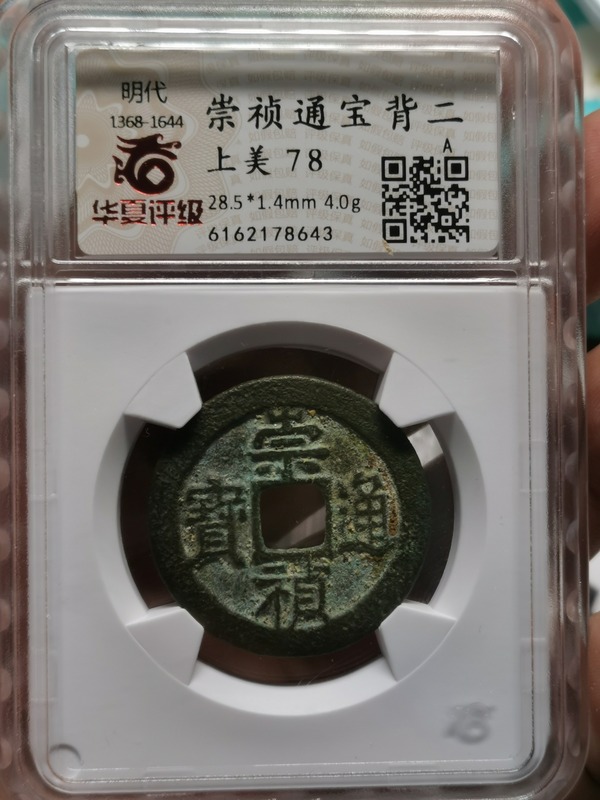 明代
1368-1644
华夏评级
崇祯通宝背二
A
上美 78
28.5*1.4mm 4.0g
6162178643
崇
寶 通
祯